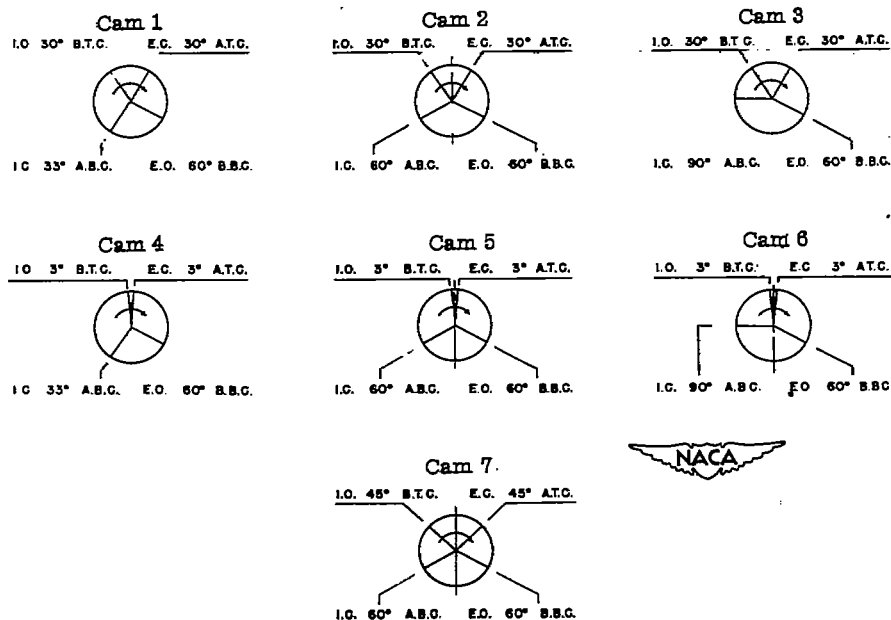 Cam 1
I.O 30° B.T.C. E.C. 30° A.T.C.
I C 33° A.B.C. E.O. 60° B.B.C.
Cam 2
I.O. 30° B.T.C. E.C. 30° A.T.C.
I.C. 60° A.B.C. E.O. 60° B.B.C.
Cam 3
I.O. 30° B.T C. E.C. 30° A.T.C.
I.C. 90° A.B.C. E.O. 60° B.B.C.
Cam 4
I.O 3° B.T.C. E.C. 3° A.T.C.
I C 33° A.B.C. E.O. 60° B.B.C.
Cam 5
I.O. 3° B.T.C. E.C. 3° A.T.C.
I.C. 60° A.B.C. E.O. 60° B.B.C.
Cam 6
I.O. 3° B.T.C. E.C 3° A.T.C.
I.C. 90° A.B C. E.O 60° B.B C
NACA
Cam 7
I.O. 45° B.T.C. E.C. 45° A.T.C.
I.C. 60° A.B.C. E.O. 60° B.B.C.